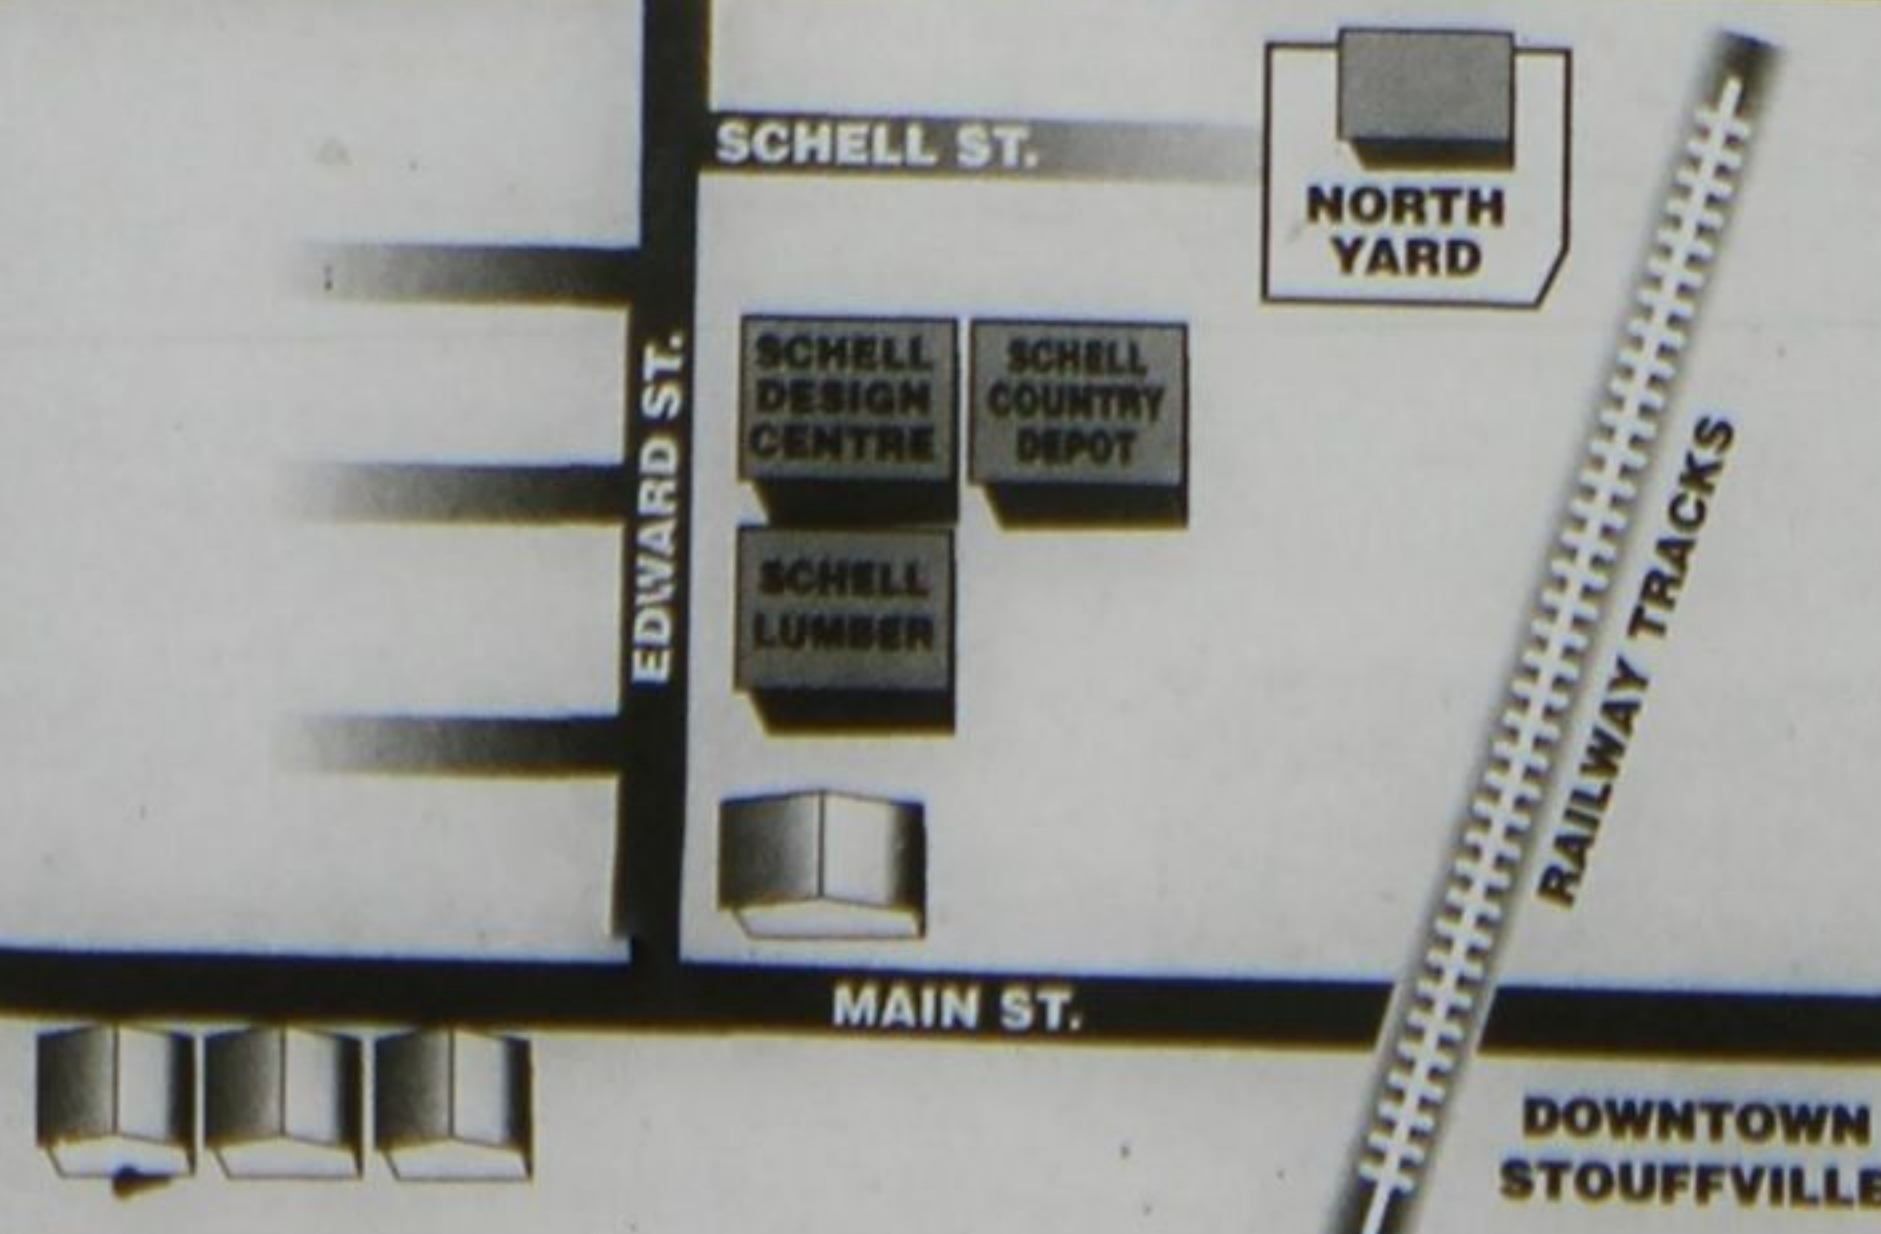 SCHELL ST.
NORTH
YARD
SCHELL
DESIGN
CENTRE
SCHELL
COUNTRY
DEPOT
EDWARD ST.
SCHELL
LUMBER
RAILWAY TRACKS
MAIN ST.
DOWNTOWN
STOUFFVILLE